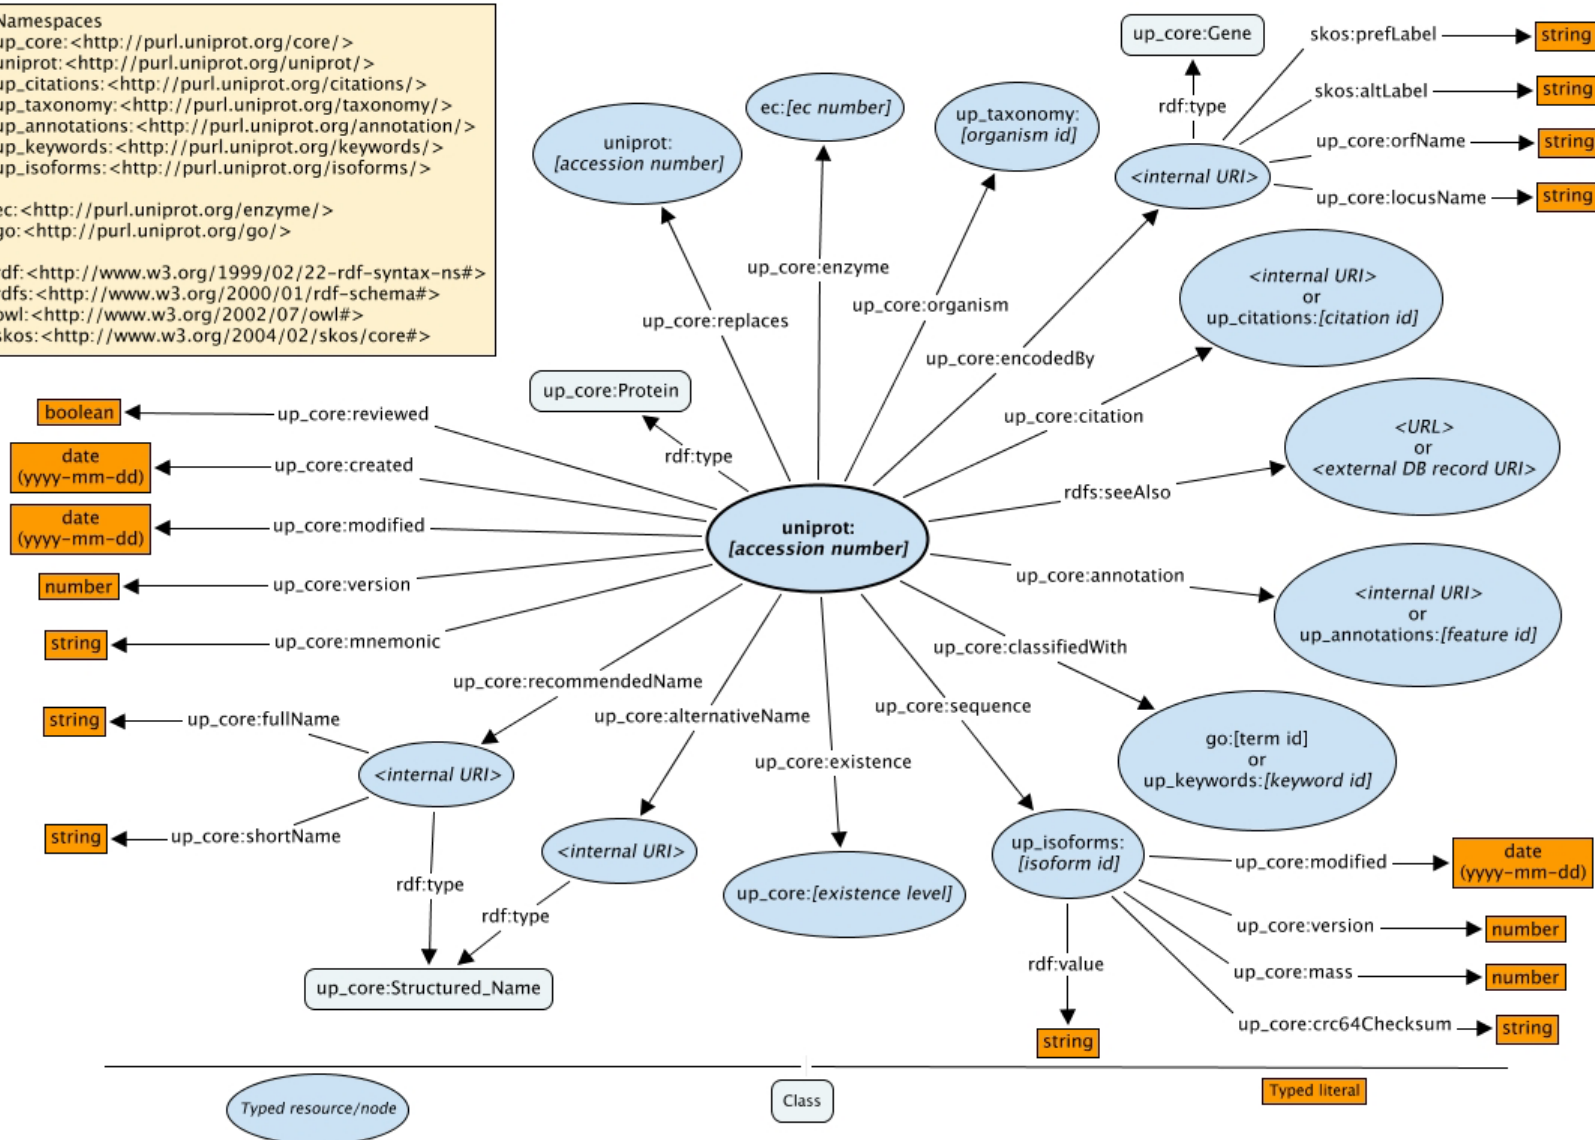 Namespaces
up_core:<http://purl.uniprot.org/core/>
uniprot:<http://purl.uniprot.org/uniprot/>
up_citations:<http://purl.uniprot.org/citations/>
up_taxonomy:<http://purl.uniprot.org/taxonomy/>
up_annotations:<http://purl.uniprot.org/annotation/>
up_keywords:<http://purl.uniprot.org/keywords/>
up_isoforms:<http://purl.uniprot.org/isoforms/>
ec:<http://purl.uniprot.org/enzyme/>
go:<http://purl.uniprot.org/go/>
rdf:<http://www.w3.org/1999/02/22-rdf-syntax-ns#>
rdfs:<http://www.w3.org/2000/01/rdf-schema#>
owl:<http://www.w3.org/2002/07/owl#>
skos:<http://www.w3.org/2004/02/skos/core#>
uniprot:
[accession number]
ec:[ec number]
up_taxonomy:
[organism id]
up_core:Gene
rdf:type
<internal URI>
skos:prefLabel
string
skos:altLabel
string
up_core:orfName
string
up_core:locusName
string
up_core:replaces
up_core:enzyme
up_core:organism
up_core:encodedBy
<internal URI>
or
up_citations:[citation id]
up_core:citation
up_core:Protein
rdf:type
<URL>
or
<external DB record URI>
rdfs:seeAlso
boolean
up_core:reviewed
date
(yyyy-mm-dd)
up_core:created
date
(yyyy-mm-dd)
up_core:modified
number
up_core:version
string
up_core:mnemonic
uniprot:
[accession number]
up_core:annotation
<internal URI>
or
up_annotations:[feature id]
up_core:classifiedWith
go:[term id]
or
up_keywords:[keyword id]
up_core:recommendedName
up_core:alternativeName
up_core:existence
up_core:sequence
string
up_core:fullName
<internal URI>
string
up_core:shortName
rdf:type
<internal URI>
rdf:type
up_core:Structured_Name
up_core:[existence level]
up_isoforms:
[isoform id]
up_core:modified
date
(yyyy-mm-dd)
up_core:version
number
up_core:mass
number
up_core:crc64Checksum
string
rdf:value
string
Typed resource/node
Class
Typed literal